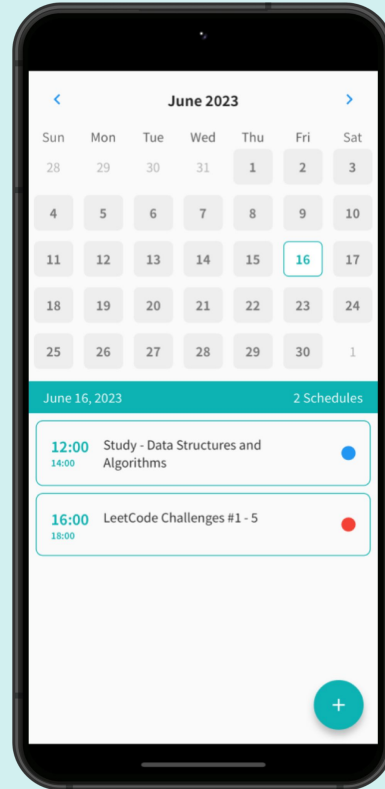 < June 2023 >
Sun Mon Tue Wed Thu Fri Sat
28 29 30 31 1 2 3
4 5 6 7 8 9 10
11 12 13 14 15 16 17
18 19 20 21 22 23 24
25 26 27 28 29 30 1
June 16, 2023 2 Schedules
12:00 Study - Data Structures and
14:00 Algorithms
16:00 LeetCode Challenges #1 - 5
18:00
+